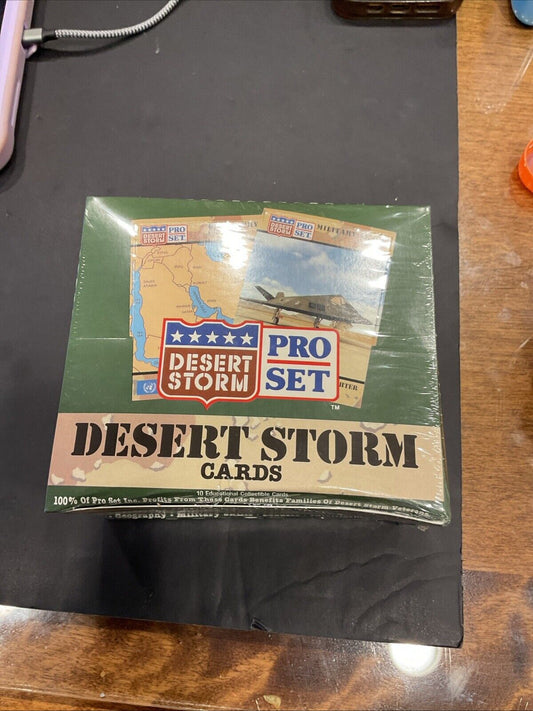 DESERT STORM PRO SET
DESERT STORM PRO SET MILITARY
DESERT STORM
PRO SET
TM
DESERT STORM
CARDS
10 Educational Collectible Cards
100% Of Pro Set Inc. Profits From These Cards Benefits Families Of Desert Storm Veterans
Geography • Military